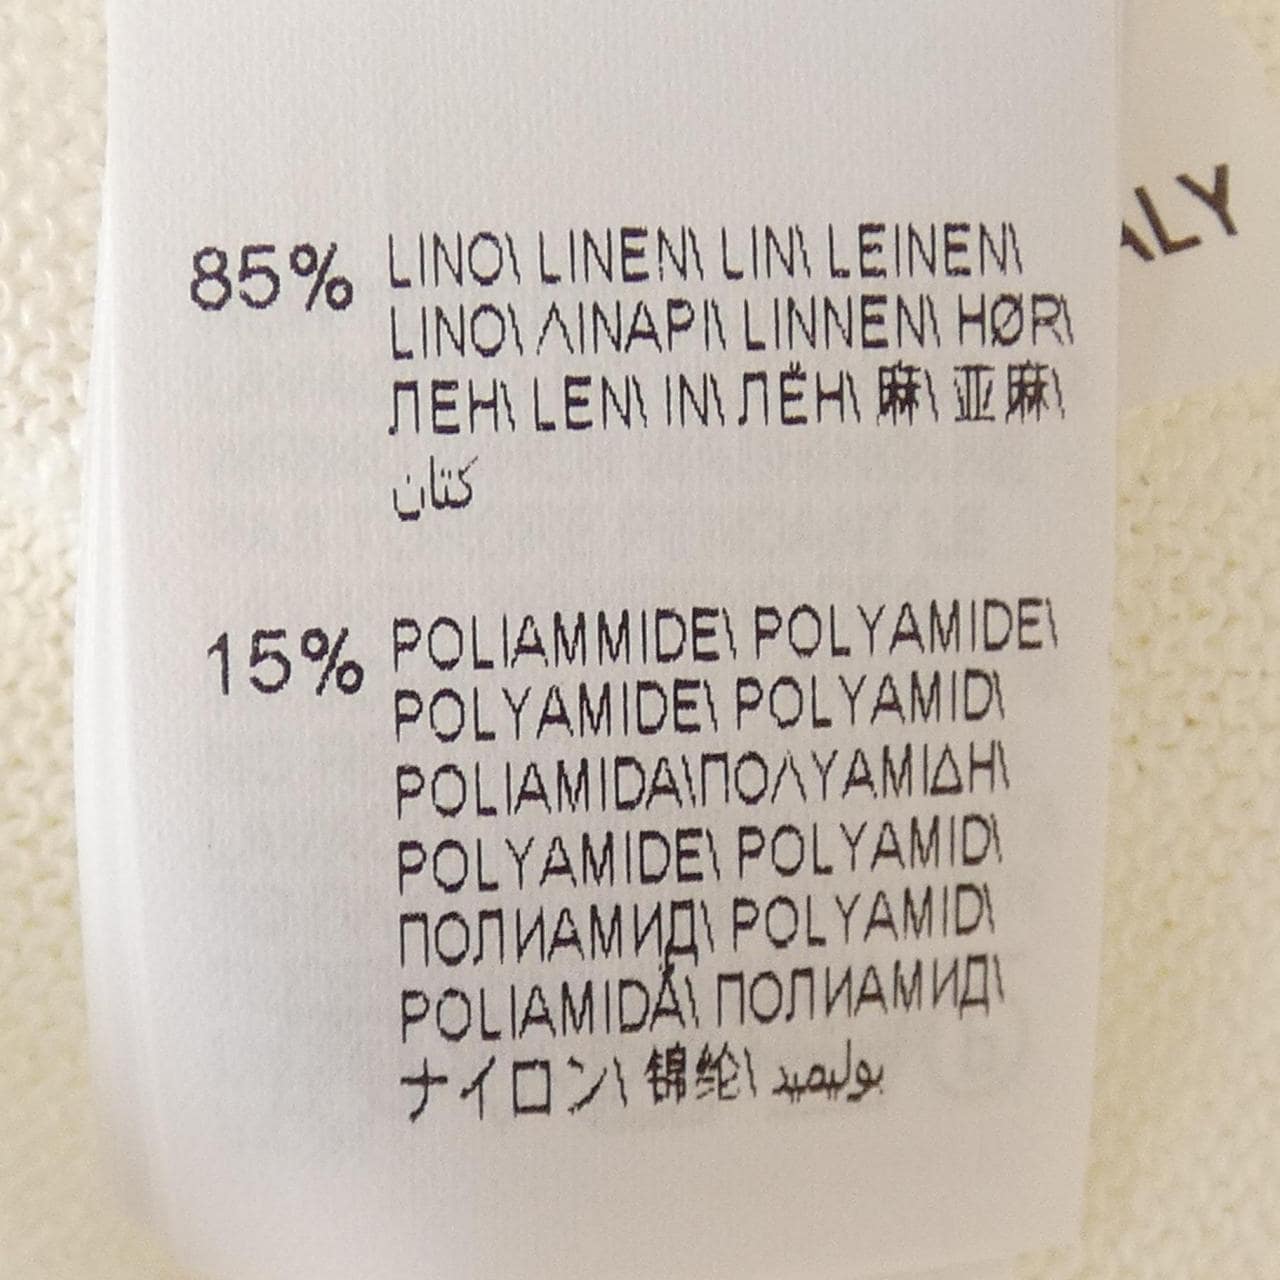 85% LINO\ LINEN\ LIN\ LEINEN\
LINO\ ΛΙΝΑΡΙ\ LINNEN\ HØR\
ЛЕН\ LEN\ IN\ ЛЁН\ 麻\ 亚麻\
كتان
15% POLIAMMIDE\ POLYAMIDE\
POLYAMIDE\ POLYAMID\
POLIAMIDA\ΠΟΛΥΑΜΙΔΗ\
POLYAMIDE\ POLYAMID\
ПОЛИАМИД\ POLYAMID\
POLIAMIDĂ\ ПОЛИАМИД\
ナイロン\ 锦纶\ بوليميد
ALY